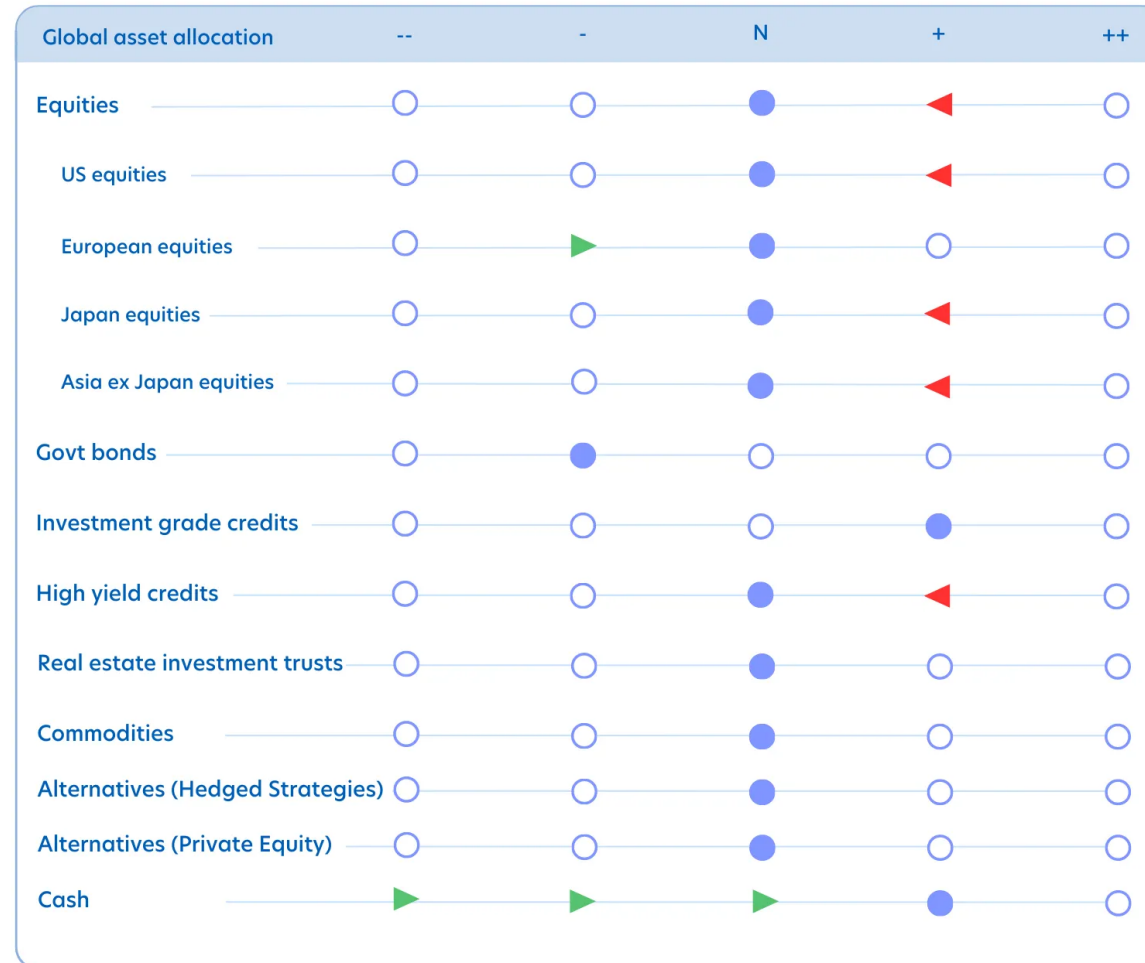 Global asset allocation -- - N + ++
Equities
US equities
European equities
Japan equities
Asia ex Japan equities
Govt bonds
Investment grade credits
High yield credits
Real estate investment trusts
Commodities
Alternatives (Hedged Strategies)
Alternatives (Private Equity)
Cash